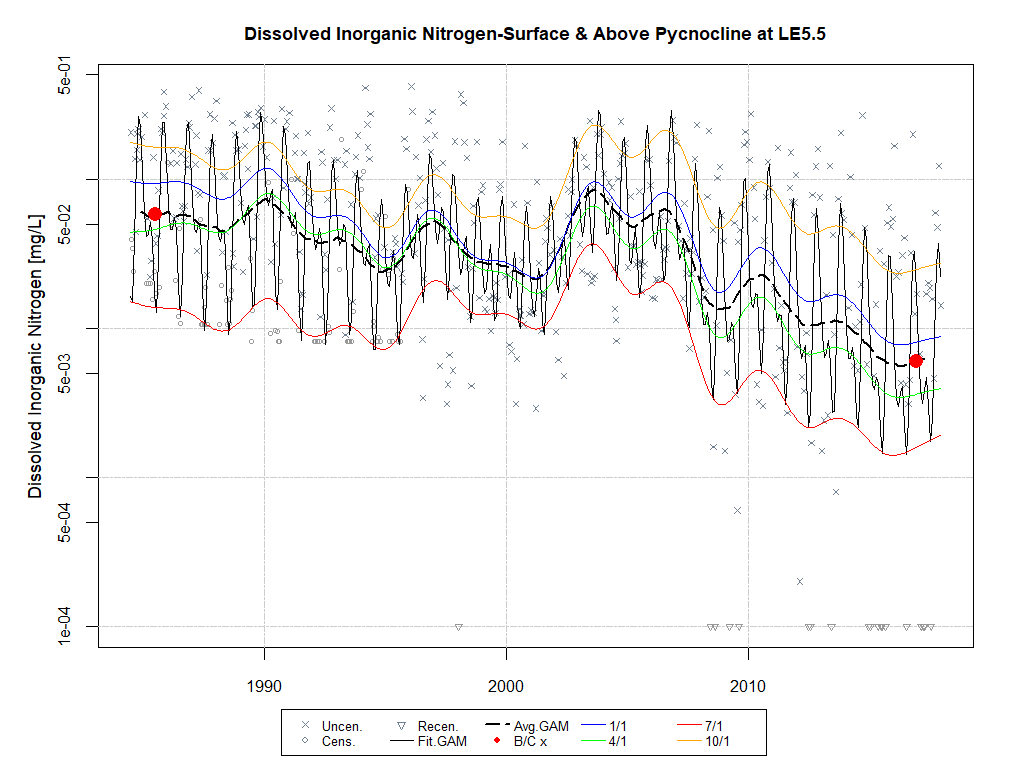 Dissolved Inorganic Nitrogen-Surface & Above Pycnocline at LE5.5
Dissolved Inorganic Nitrogen [mg/L]
5e-01
5e-02
5e-03
5e-04
1e-04
1990 2000 2010
Uncen. Recen. Avg.GAM 1/1 7/1
Cens. Fit.GAM B/C x 4/1 10/1